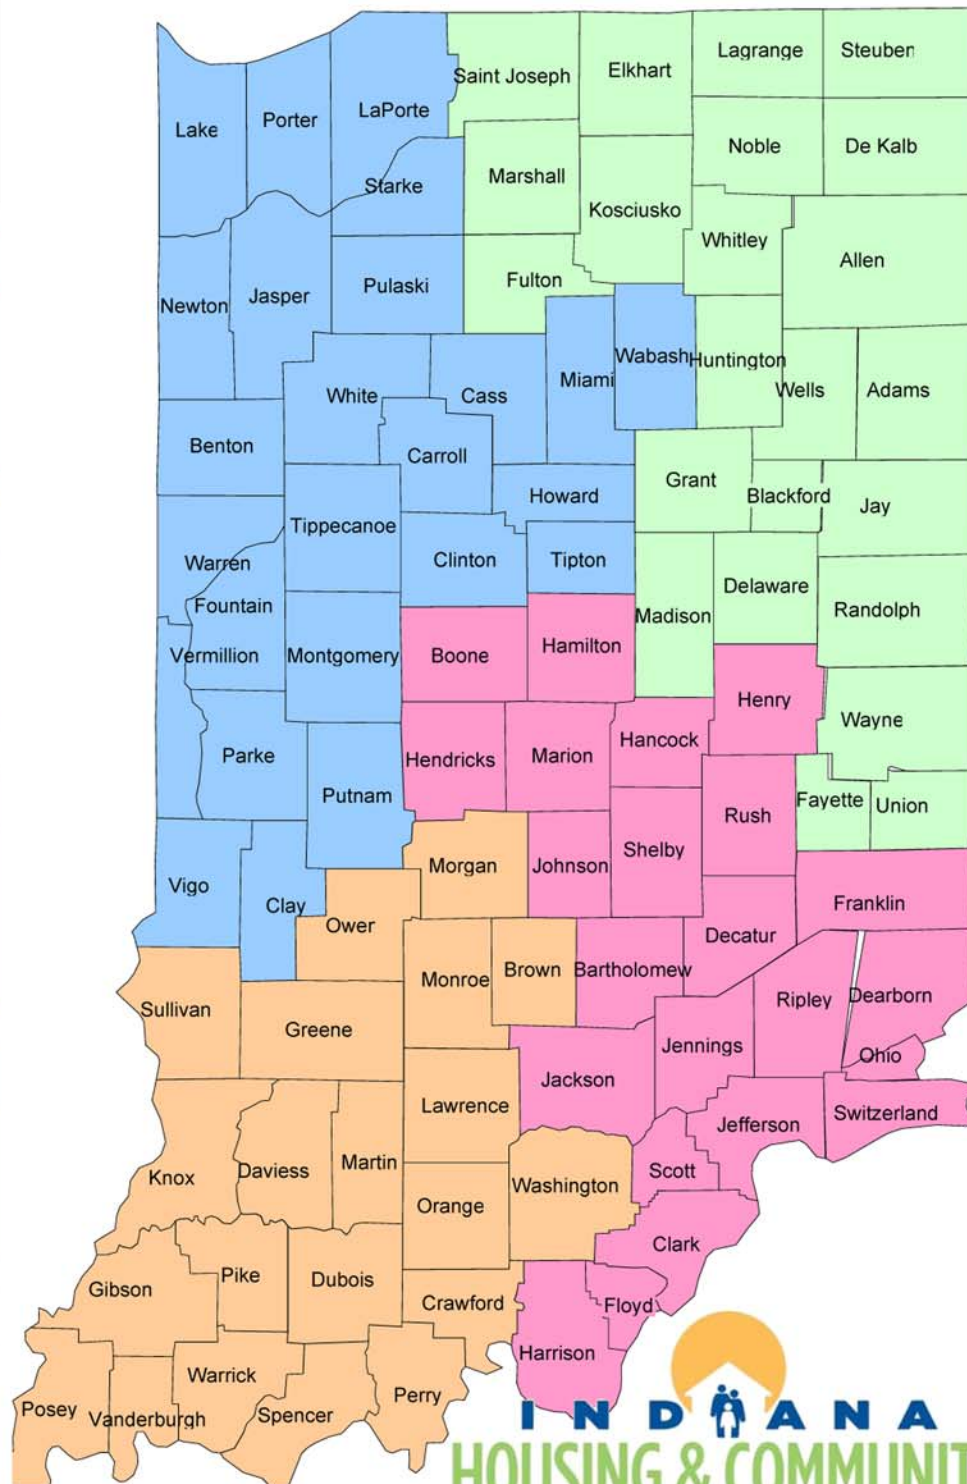 Saint Joseph
Elkhart
Lagrange
Steuben
Lake
Porter
LaPorte
Noble
De Kalb
Starke
Marshall
Kosciusko
Whitley
Allen
Newton
Jasper
Pulaski
Fulton
White
Cass
Miami
Wabash
Huntington
Wells
Adams
Benton
Carroll
Grant
Blackford
Jay
Howard
Tippecanoe
Warren
Clinton
Tipton
Delaware
Randolph
Fountain
Madison
Vermillion
Montgomery
Boone
Hamilton
Henry
Wayne
Parke
Hendricks
Marion
Hancock
Putnam
Rush
Fayette
Union
Vigo
Clay
Morgan
Johnson
Shelby
Franklin
Ower
Decatur
Monroe
Brown
Bartholomew
Ripley
Dearborn
Sullivan
Greene
Jennings
Ohio
Jackson
Lawrence
Jefferson
Switzerland
Knox
Daviess
Martin
Washington
Scott
Orange
Clark
Gibson
Pike
Dubois
Crawford
Floyd
Harrison
Posey
Vanderburgh
Warrick
Spencer
Perry
INDIANA
HOUSING & COMMUNIT